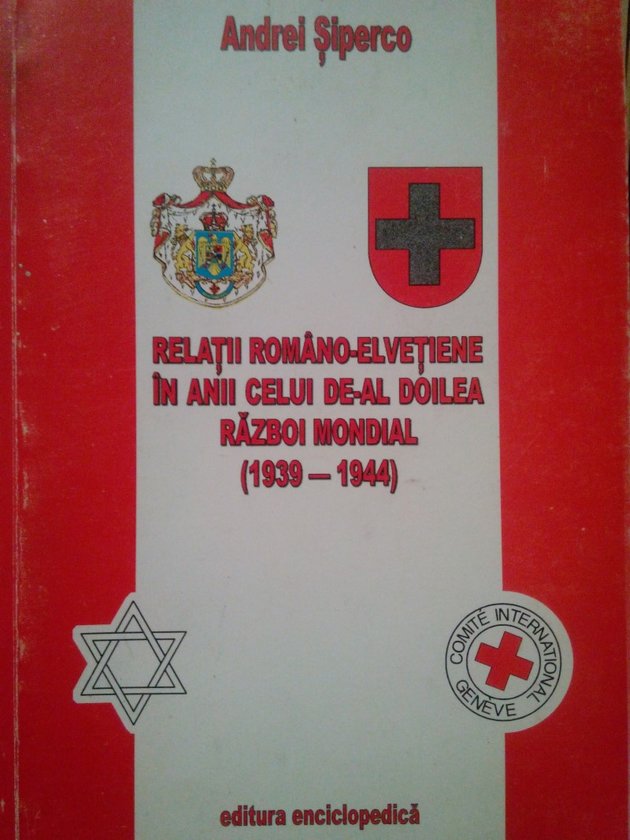 Andrei Șiperco
RELAȚII ROMÂNO-ELVEȚIENE
ÎN ANII CELUI DE-AL DOILEA
RĂZBOI MONDIAL
(1939 — 1944)
COMITÉ INTERNATIONAL
GENÈVE
editura enciclopedică